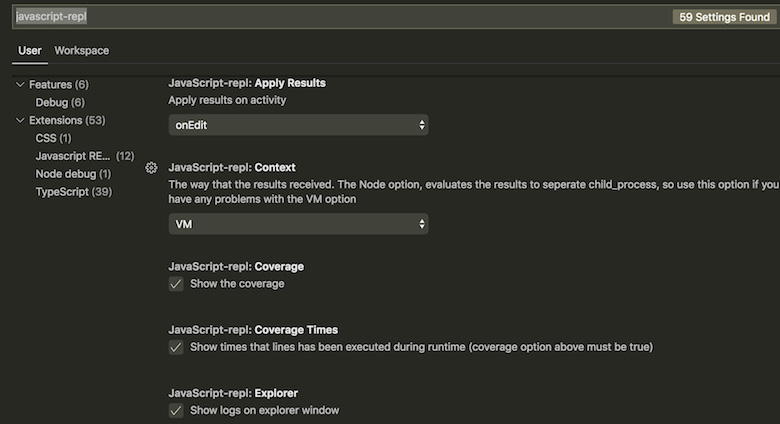 javascript-repl
59 Settings Found
User
Workspace
Features (6)
Debug (6)
Extensions (53)
CSS (1)
Javascript RE... (12)
Node debug (1)
TypeScript (39)
JavaScript-repl: Apply Results
Apply results on activity
onEdit
JavaScript-repl: Context
The way that the results received. The Node option, evaluates the results to seperate child_process, so use this option if you
have any problems with the VM option
VM
JavaScript-repl: Coverage
Show the coverage
JavaScript-repl: Coverage Times
Show times that lines has been executed during runtime (coverage option above must be true)
JavaScript-repl: Explorer
Show logs on explorer window